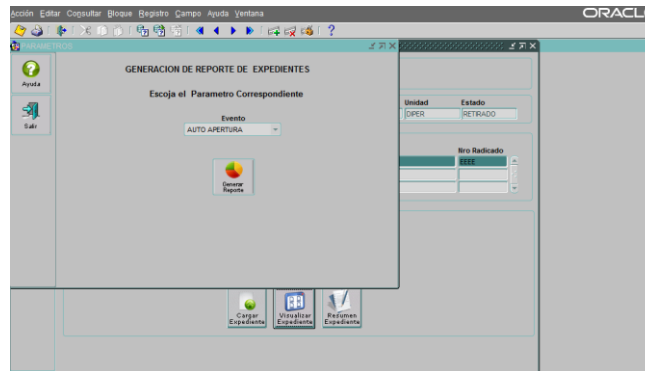 Acción Editar Consultar Bloque Registro Campo Ayuda Ventana
ORACL
PARAMETROS
Ayuda
Salir
GENERACION DE REPORTE DE EXPEDIENTES
Escoja el Parametro Correspondiente
Evento
AUTO APERTURA
Generar
Reporte
Unidad Estado
DIPER RETIRADO
Nro Radicado
EEEE
Cargar
Expediente
Visualizar
Expediente
Resumen
Expediente